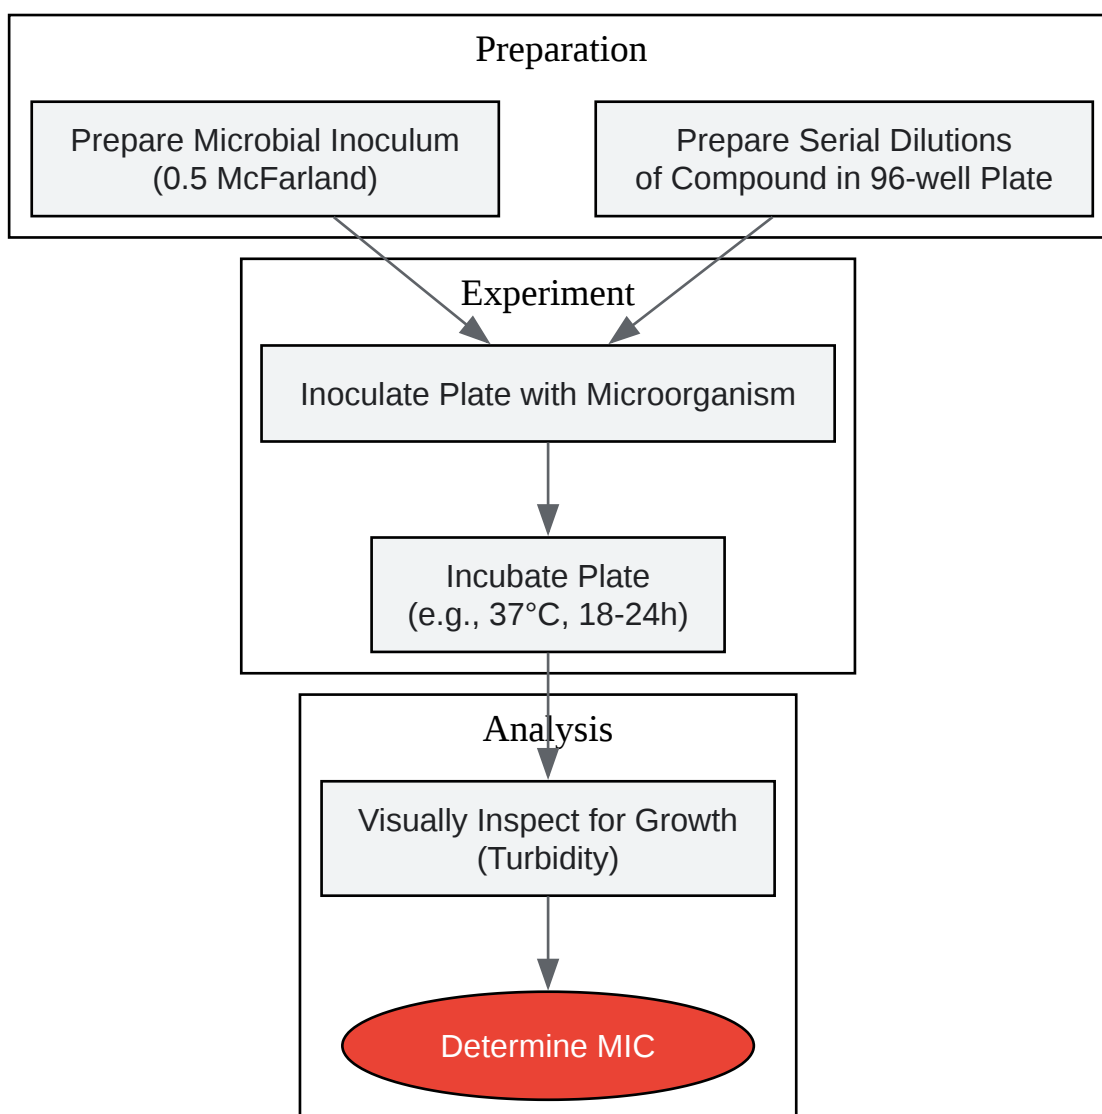 Preparation
Prepare Microbial Inoculum
(0.5 McFarland)
Prepare Serial Dilutions
of Compound in 96-well Plate
Experiment
Inoculate Plate with Microorganism
Incubate Plate
(e.g., 37°C, 18-24h)
Analysis
Visually Inspect for Growth
(Turbidity)
Determine MIC